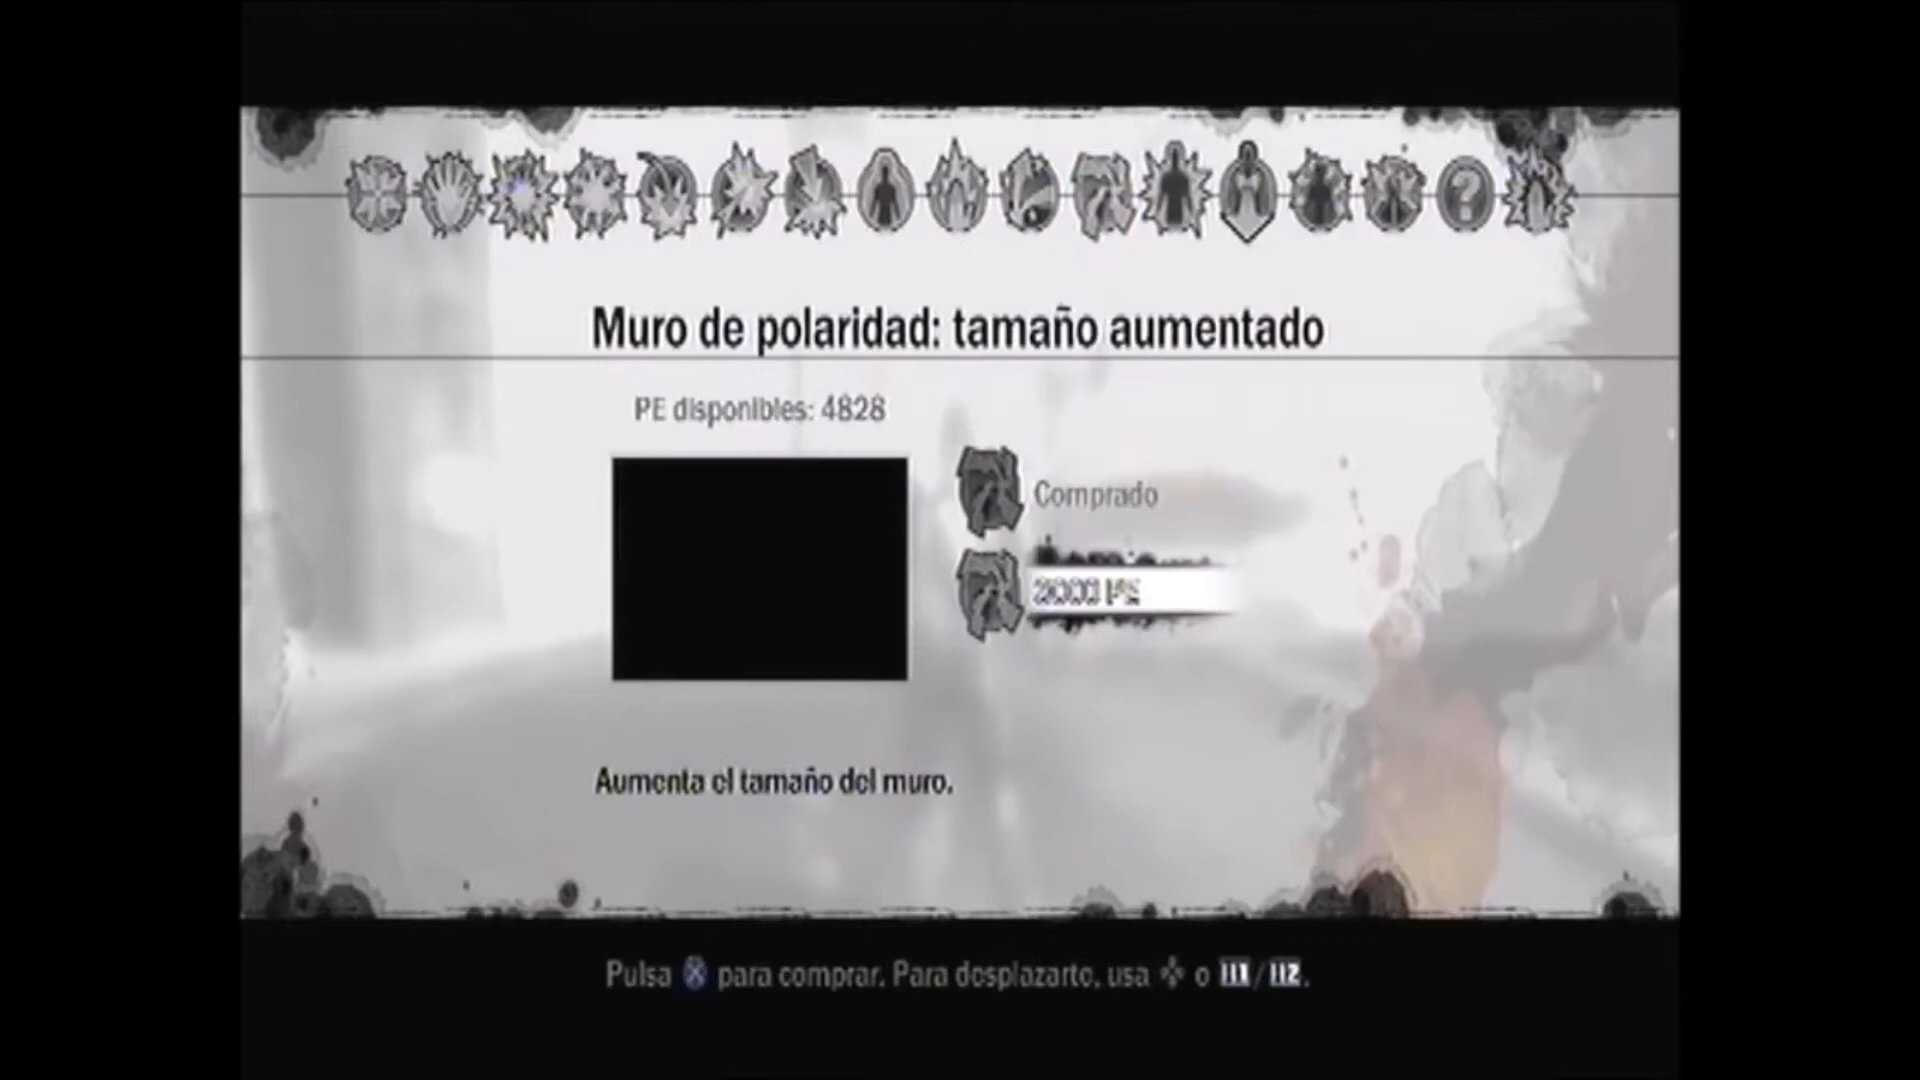 Muro de polaridad: tamaño aumentado
PE disponibles: 4828
Comprado
PE
Aumenta el tamaño del muro.
Pulsa para comprar. Para desplazarte, usa o